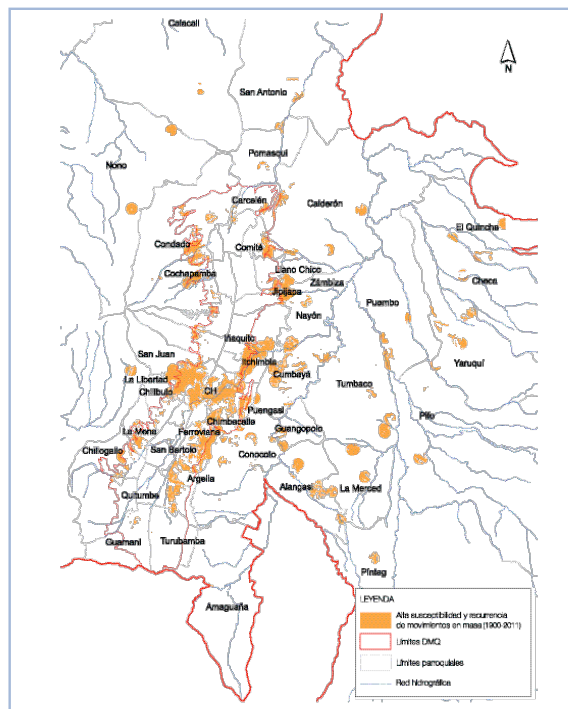 Calacalí
N
San Antonio
Pomasqui
Nono
Carcelén
Calderón
El Quinche
Condado
Comité
Cochapamba
Llano Chico
Checa
Jipijapa
Zámbiza
Puembo
Nayón
Iñaquito
San Juan
Itchimbía
Yaruquí
La Libertad
Cumbayá
Chilibulo
CH
Tumbaco
Puengasí
Chimbacalle
Pifo
La Mena
Ferroviaria
Guangopolo
Chillogallo
San Bartolo
Conocoto
Argelia
Alangasí
La Merced
Quitumbe
Guamaní
Turubamba
Píntag
Amaguaña
LEYENDA
Alta susceptibilidad y recurrencia
de movimientos en masa (1900-2011)
Límites DMQ
Límites parroquiales
Red hidrográfica